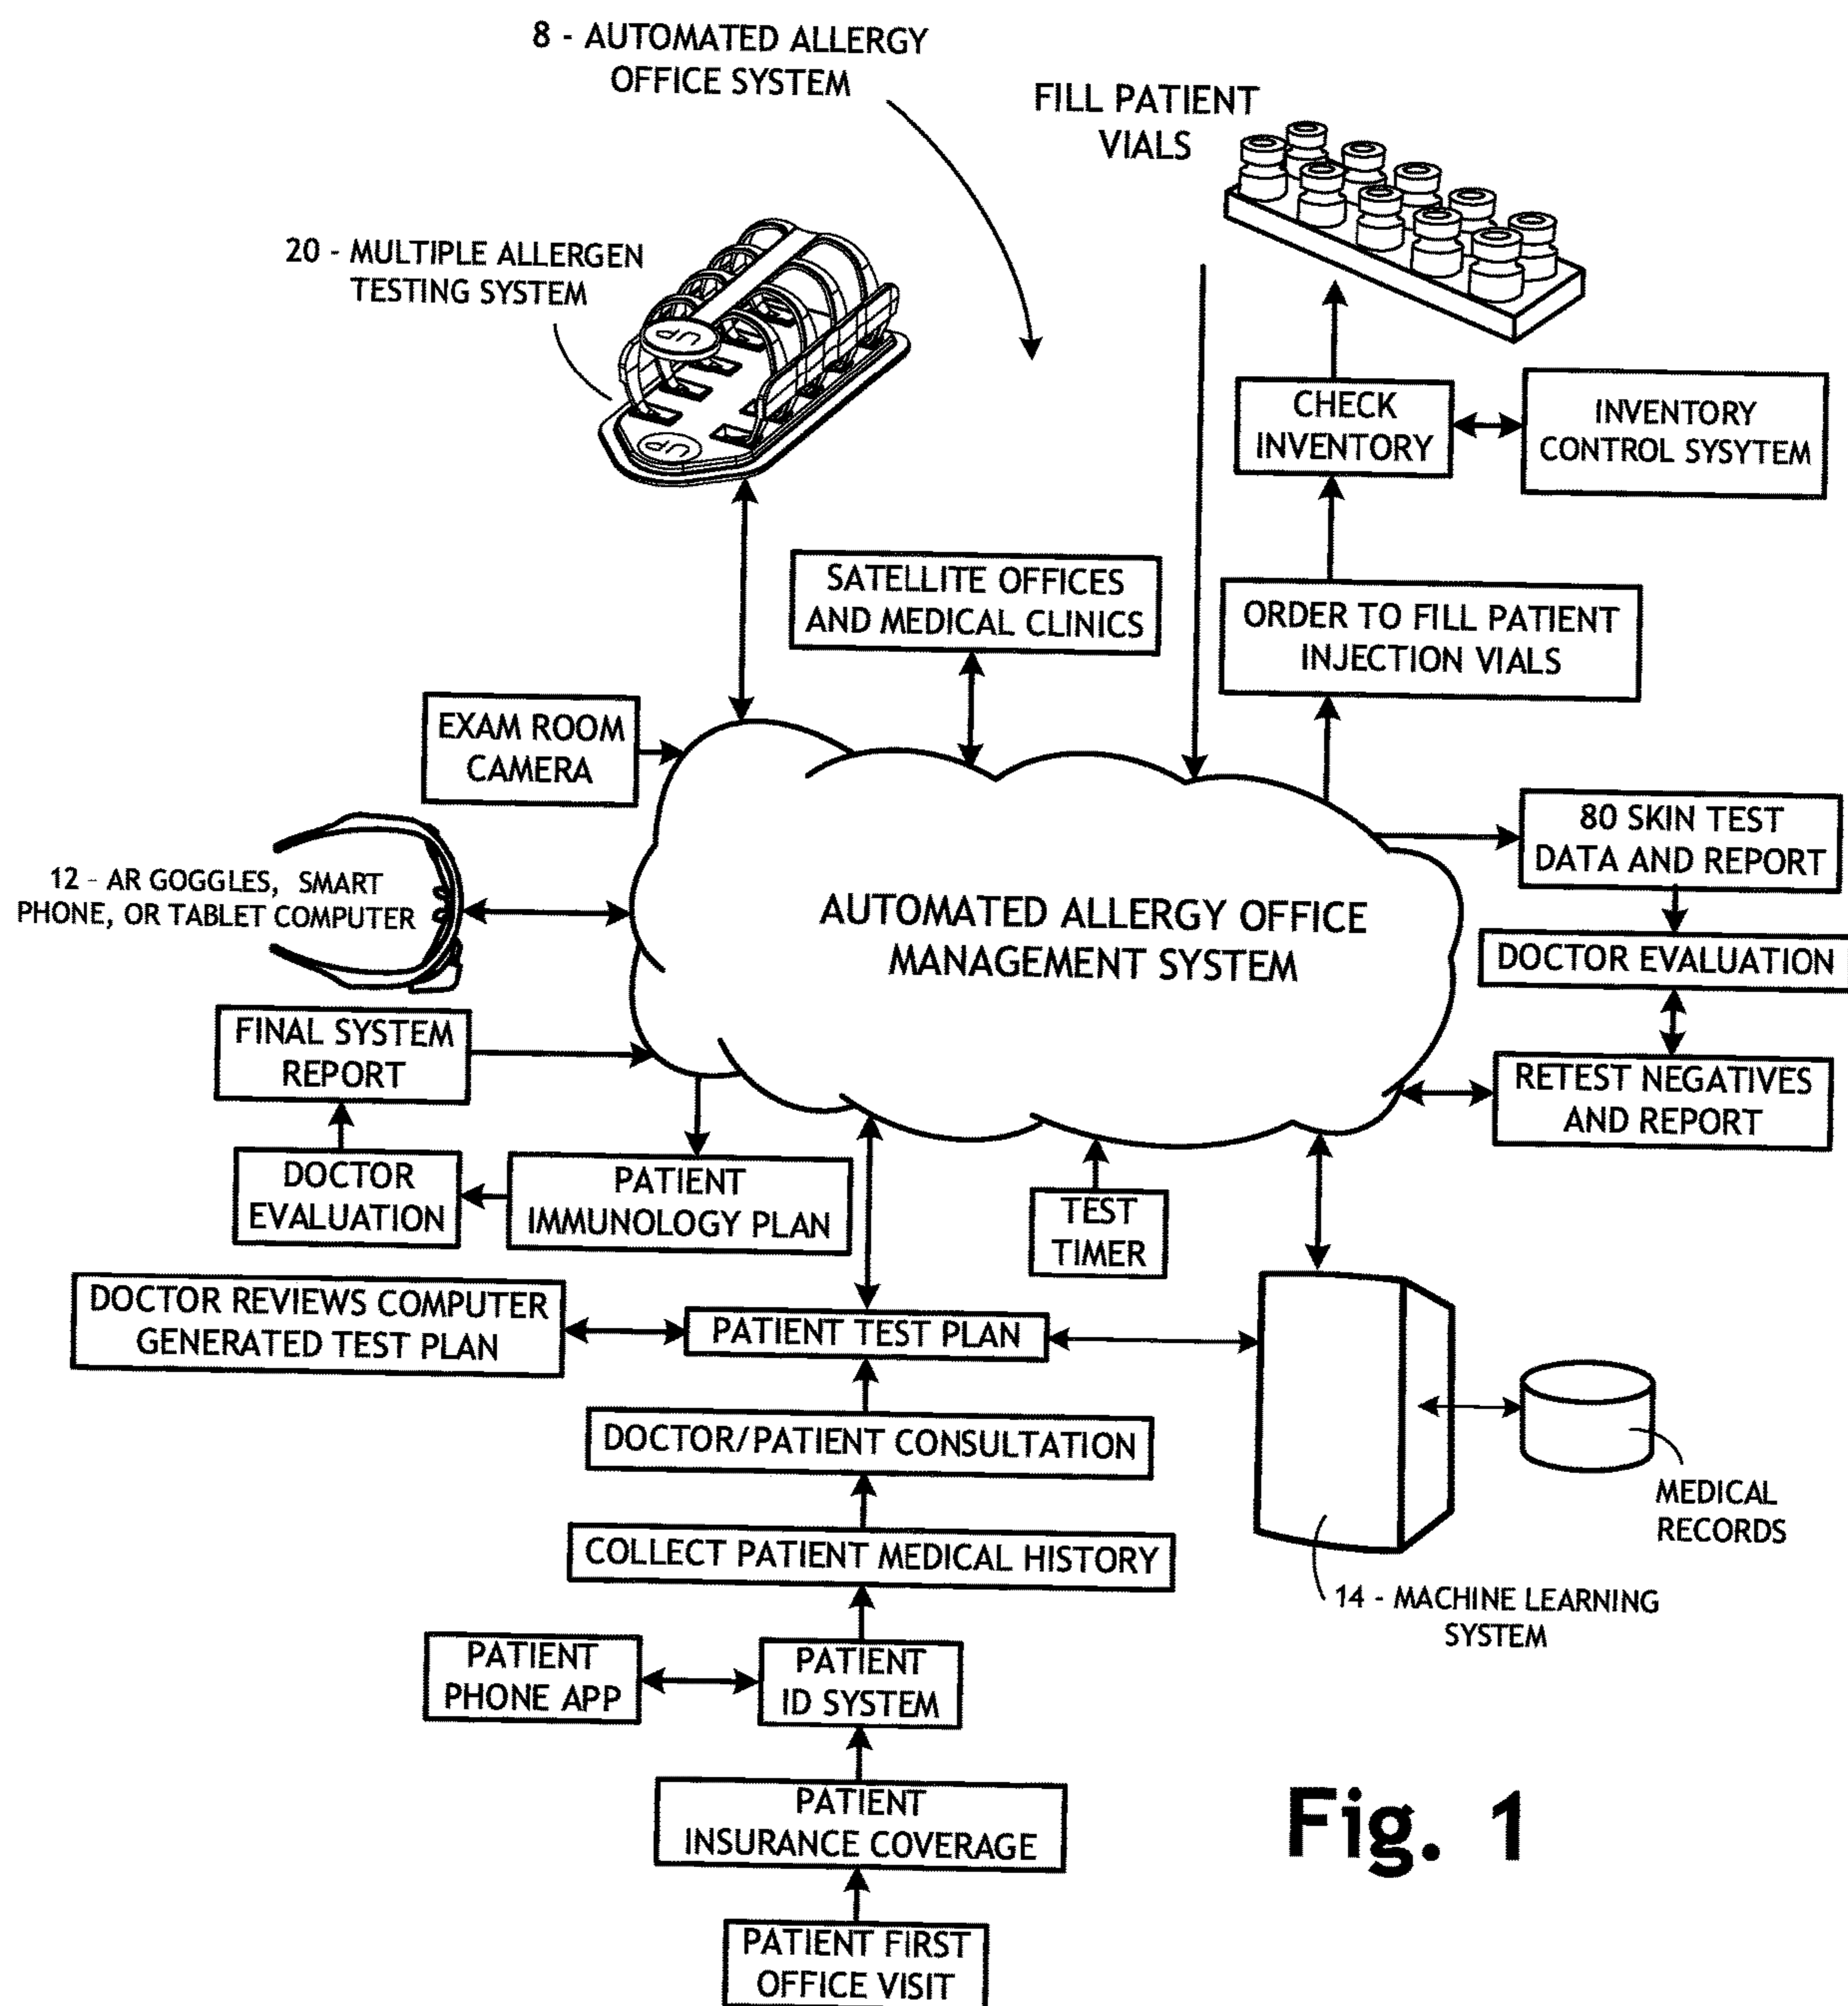 8 - AUTOMATED ALLERGY
OFFICE SYSTEM
FILL PATIENT
VIALS
20 - MULTIPLE ALLERGEN
TESTING SYSTEM
UP
UP
CHECK
INVENTORY
INVENTORY
CONTROL SYSYTEM
SATELLITE OFFICES
AND MEDICAL CLINICS
ORDER TO FILL PATIENT
INJECTION VIALS
EXAM ROOM
CAMERA
80 SKIN TEST
DATA AND REPORT
12 - AR GOGGLES, SMART
PHONE, OR TABLET COMPUTER
AUTOMATED ALLERGY OFFICE
MANAGEMENT SYSTEM
DOCTOR EVALUATION
FINAL SYSTEM
REPORT
RETEST NEGATIVES
AND REPORT
DOCTOR
EVALUATION
PATIENT
IMMUNOLOGY PLAN
TEST
TIMER
DOCTOR REVIEWS COMPUTER
GENERATED TEST PLAN
PATIENT TEST PLAN
DOCTOR/PATIENT CONSULTATION
MEDICAL
RECORDS
COLLECT PATIENT MEDICAL HISTORY
14 - MACHINE LEARNING
SYSTEM
PATIENT
PHONE APP
PATIENT
ID SYSTEM
PATIENT
INSURANCE COVERAGE
Fig. 1
PATIENT FIRST
OFFICE VISIT